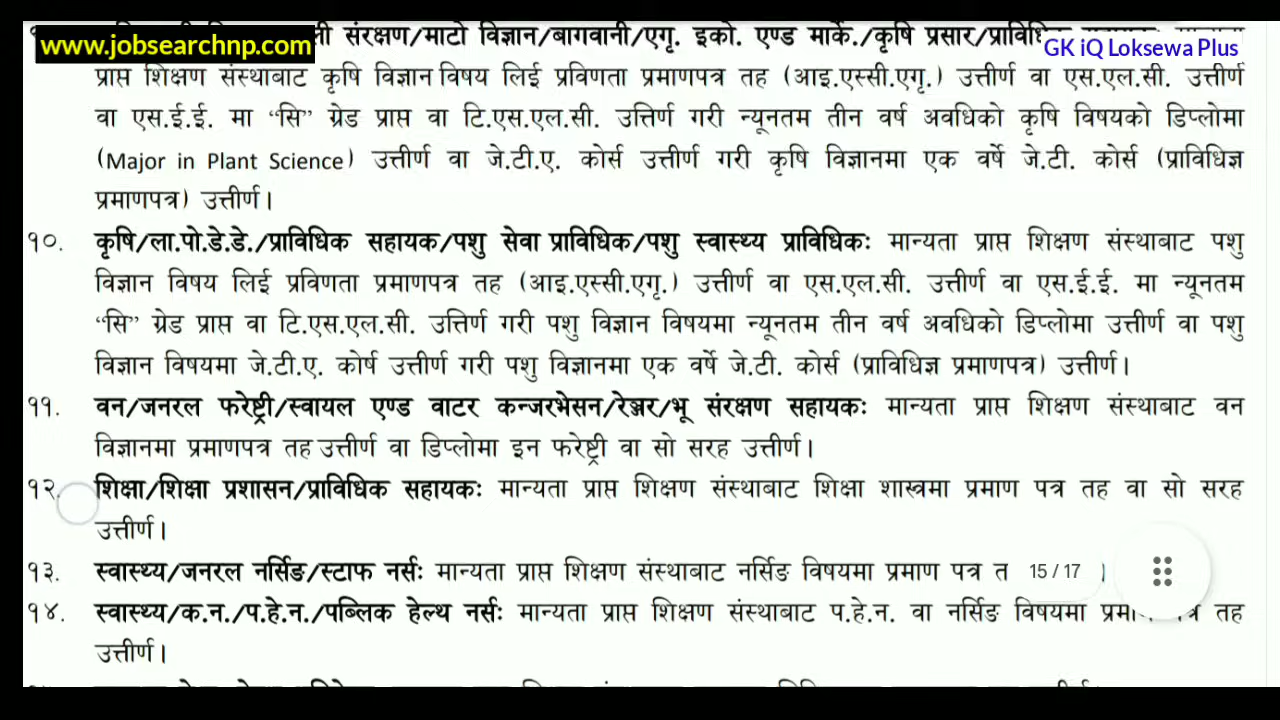 www.jobsearchnp.com
GK iQ Loksewa Plus
संरक्षण/माटो विज्ञान/बागवानी/एगृ. इको. एण्ड मार्के./कृषि प्रसार/
प्राप्त शिक्षण संस्थाबाट कृषि विज्ञान विषय लिई प्रविणता प्रमाणपत्र तह (आइ.एस्सी.एगृ.) उत्तीर्ण वा एस.एल.सी. उत्तीर्ण
वा एस.ई.ई. मा “सि” ग्रेड प्राप्त वा टि.एस.एल.सी. उत्तिर्ण गरी न्यूनतम तीन वर्ष अवधिको कृषि विषयको डिप्लोमा
(Major in Plant Science) उत्तीर्ण वा जे.टी.ए. कोर्स उत्तीर्ण गरी कृषि विज्ञानमा एक वर्षे जे.टी. कोर्स (प्राविधिज्ञ
प्रमाणपत्र) उत्तीर्ण।
१०. कृषि/ला.पो.डे.डे./प्राविधिक सहायक/पशु सेवा प्राविधिक/पशु स्वास्थ्य प्राविधिकः मान्यता प्राप्त शिक्षण संस्थाबाट पशु
विज्ञान विषय लिई प्रविणता प्रमाणपत्र तह (आइ.एस्सी.एगृ.) उत्तीर्ण वा एस.एल.सी. उत्तीर्ण वा एस.ई.ई. मा न्यूनतम
“सि” ग्रेड प्राप्त वा टि.एस.एल.सी. उत्तिर्ण गरी पशु विज्ञान विषयमा न्यूनतम तीन वर्ष अवधिको डिप्लोमा उत्तीर्ण वा पशु
विज्ञान विषयमा जे.टी.ए. कोर्ष उत्तीर्ण गरी पशु विज्ञानमा एक वर्षे जे.टी. कोर्स (प्राविधिज्ञ प्रमाणपत्र) उत्तीर्ण।
११. वन/जनरल फरेष्ट्री/स्वायल एण्ड वाटर कन्जरभेसन/रेञ्जर/भू संरक्षण सहायकः मान्यता प्राप्त शिक्षण संस्थाबाट वन
विज्ञानमा प्रमाणपत्र तह उत्तीर्ण वा डिप्लोमा इन फरेष्ट्री वा सो सरह उत्तीर्ण।
१२. शिक्षा/शिक्षा प्रशासन/प्राविधिक सहायकः मान्यता प्राप्त शिक्षण संस्थाबाट शिक्षा शास्त्रमा प्रमाण पत्र तह वा सो सरह
उत्तीर्ण।
१३. स्वास्थ्य/जनरल नर्सिङ/स्टाफ नर्सः मान्यता प्राप्त शिक्षण संस्थाबाट नर्सिङ विषयमा प्रमाण पत्र त 15 / 17
१४. स्वास्थ्य/क.न./प.हे.न./पब्लिक हेल्थ नर्सः मान्यता प्राप्त शिक्षण संस्थाबाट प.हे.न. वा नर्सिङ विषयमा प्रमाण पत्र तह
उत्तीर्ण।